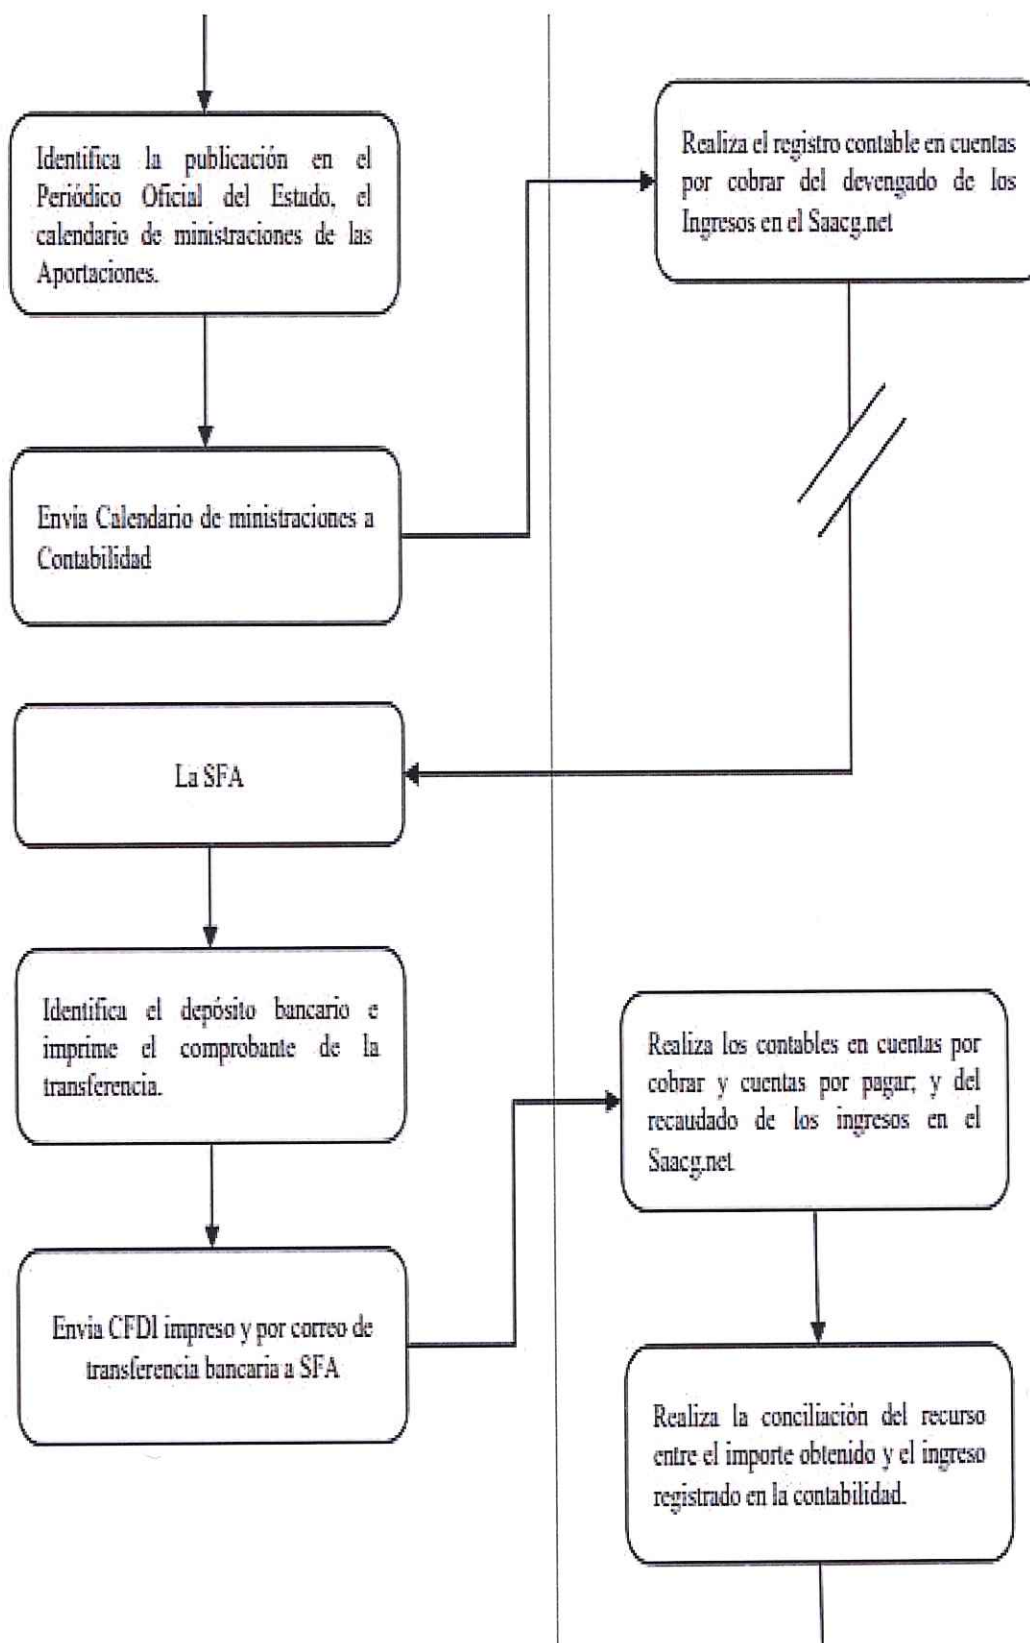 Identifica la publicación en el
Periódico Oficial del Estado, el
calendario de ministraciones de las
Aportaciones.
Realiza el registro contable en cuentas
por cobrar del devengado de los
Ingresos en el Saacg.net
Envía Calendario de ministraciones a
Contabilidad
La SFA
Identifica el depósito bancario e
imprime el comprobante de la
transferencia.
Envia CFDI impreso y por correo de
transferencia bancaria a SFA
Realiza los contables en cuentas por
cobrar y cuentas por pagar; y del
recaudado de los ingresos en el
Saacg.net
Realiza la conciliación del recurso
entre el importe obtenido y el ingreso
registrado en la contabilidad.